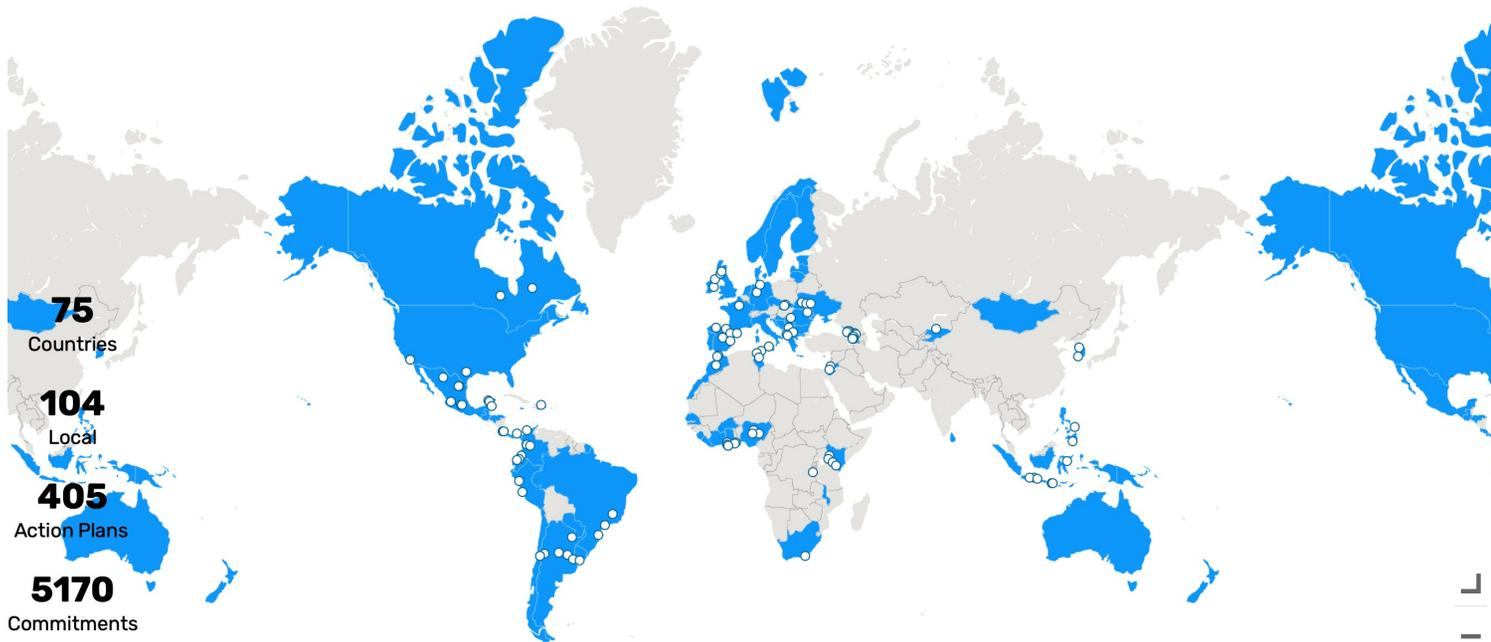 75
Countries
104
Local
405
Action Plans
5170
Commitments